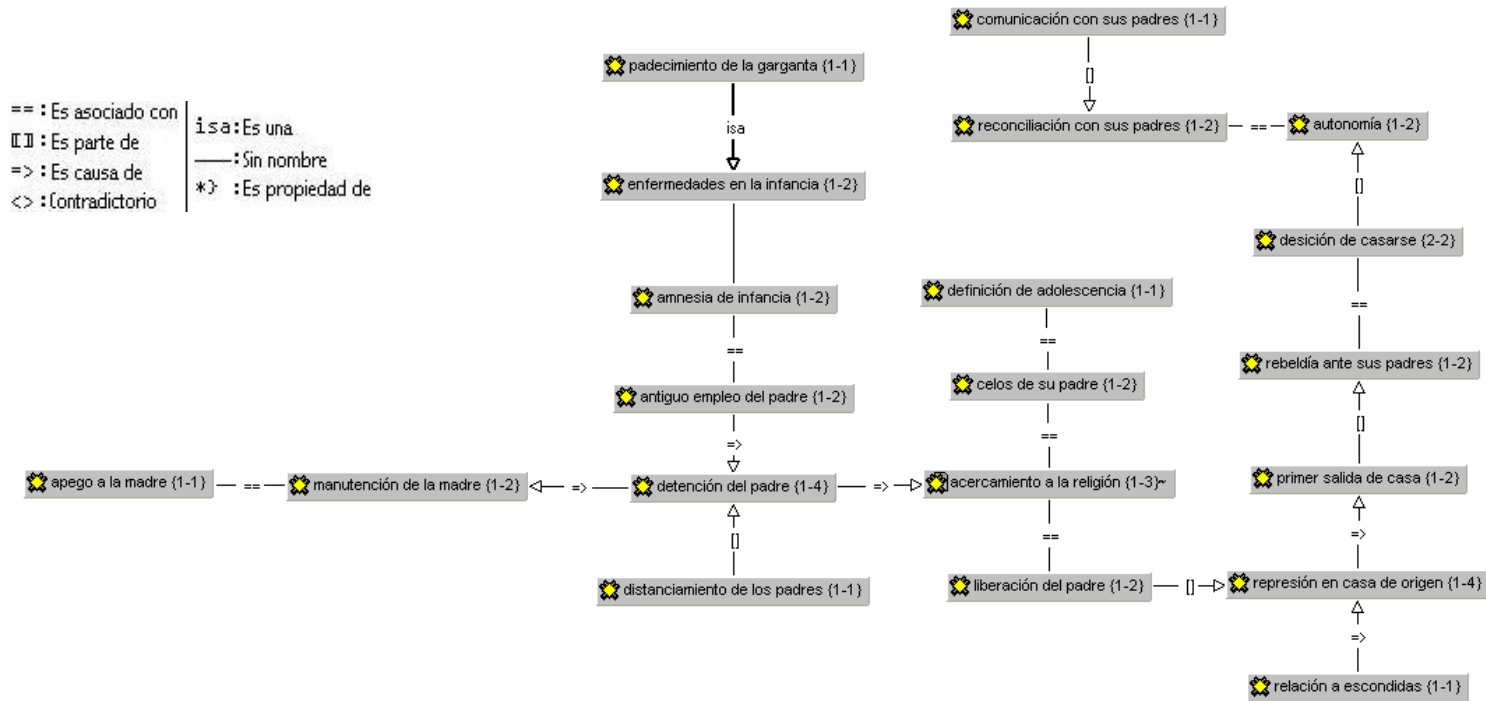 == : Es asociado con
[] : Es parte de
=> : Es causa de
<> : Contradictorio
isa: Es una
——: Sin nombre
*} : Es propiedad de
comunicación con sus padres {1-1}
[]
reconciliación con sus padres {1-2}
==
autonomía {1-2}
[]
desición de casarse {2-2}
==
rebeldía ante sus padres {1-2}
[]
primer salida de casa {1-2}
=>
represión en casa de origen {1-4}
=>
relación a escondidas {1-1}
padecimiento de la garganta {1-1}
isa
enfermedades en la infancia {1-2}
amnesia de infancia {1-2}
==
antiguo empleo del padre {1-2}
=>
apego a la madre {1-1}
==
manutención de la madre {1-2}
=>
detención del padre {1-4}
=>
[]
distanciamiento de los padres {1-1}
definición de adolescencia {1-1}
==
celos de su padre {1-2}
==
acercamiento a la religión {1-3}~
==
liberación del padre {1-2}
[]